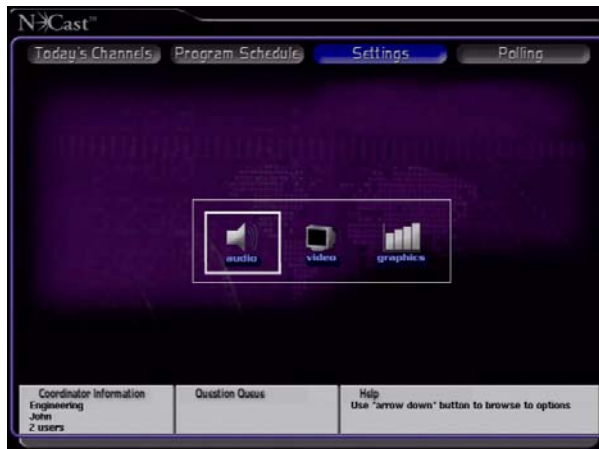 NCast™
Today's Channels Program Schedule Settings Polling
audio video graphics
Coordinator Information
Engineering
John
2 users
Question Queue
Help
Use "arrow down" button to browse to options